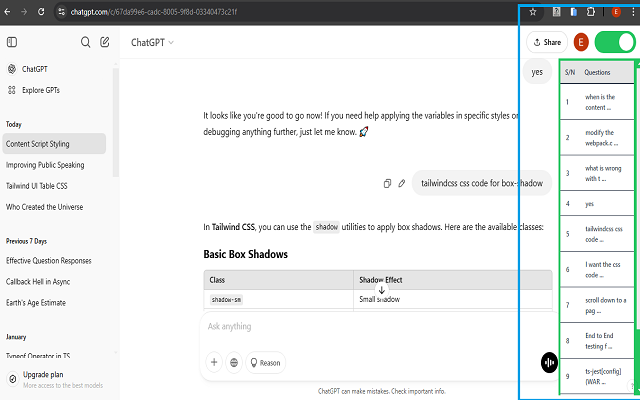 chatgpt.com/c/67da99e6-cadc-8005-9f8d-03340473c21f
E
ChatGPT
Explore GPTs
Today
Content Script Styling
Improving Public Speaking
Tailwind UI Table CSS
Who Created the Universe
Previous 7 Days
Effective Question Responses
Callback Hell in Async
Earth's Age Estimate
January
Typeof Operator in TS
Upgrade plan
More access to the best models
ChatGPT
Share
E
yes
It looks like you're good to go now! If you need help applying the variables in specific styles or
debugging anything further, just let me know. 🚀
tailwindcss css code for box-shadow
In Tailwind CSS, you can use the shadow utilities to apply box shadows. Here are the available classes:
Basic Box Shadows
Class Shadow Effect
shadow-sm Small shadow
Ask anything
Reason
ChatGPT can make mistakes. Check important info.
?
S/N Questions
1 when is the
content ...
2 modify the
webpack.c ...
3 what is wrong
with t ...
4 yes
5 tailwindcss css
code ...
6 I want the css
code ...
7 scroll down to a
pag ...
8 End to End
testing f ...
9 ts-jest[config]
(WAR ...